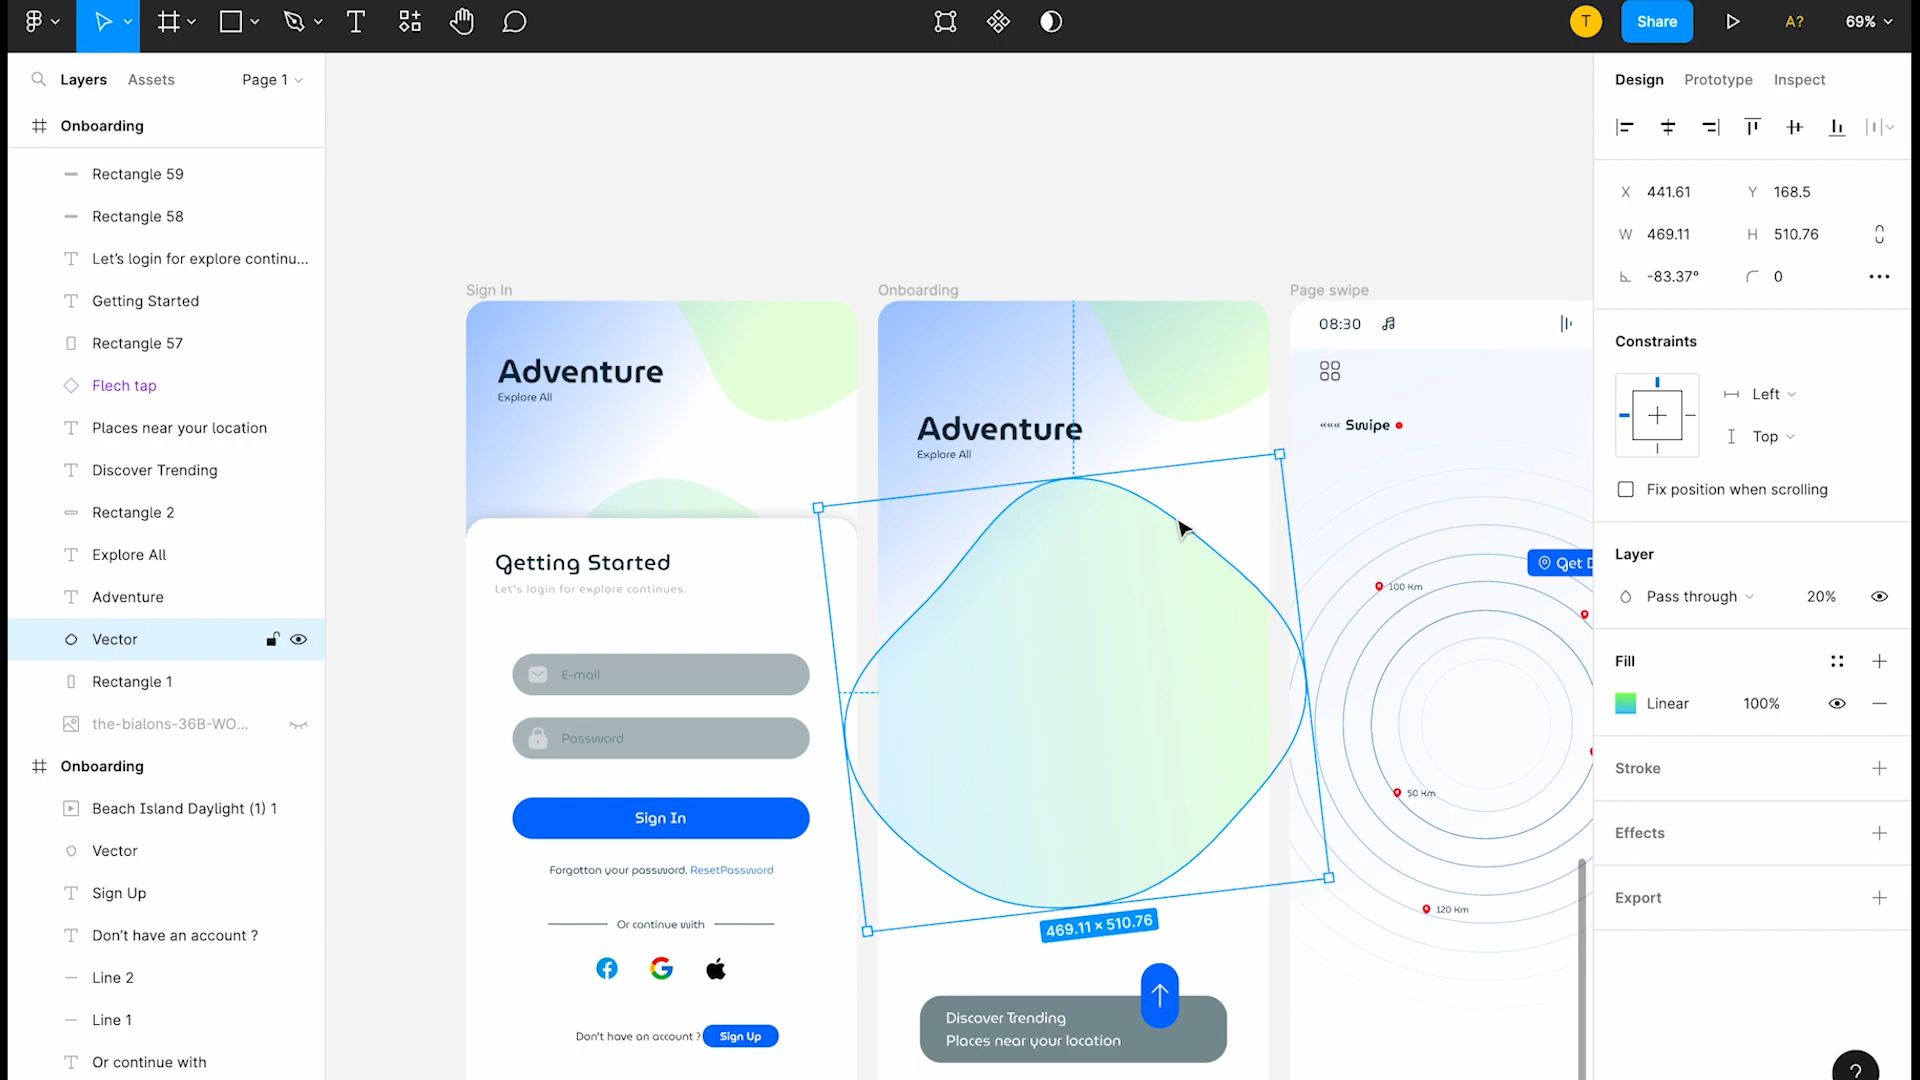 T
Share
A?
69%
Layers
Assets
Page 1
Onboarding
Rectangle 59
Rectangle 58
Let's login for explore continu...
Getting Started
Rectangle 57
Flech tap
Places near your location
Discover Trending
Rectangle 2
Explore All
Adventure
Vector
Rectangle 1
the-bialons-36B-WO...
Onboarding
Beach Island Daylight (1) 1
Vector
Sign Up
Don't have an account ?
Line 2
Line 1
Or continue with
Sign In
Adventure
Explore All
Getting Started
Let's login for explore continues.
E-mail
Password
Sign In
Forgotton your password. ResetPassword
Or continue with
Don't have an account ? Sign Up
Onboarding
Adventure
Explore All
469.11 × 510.76
Discover Trending
Places near your location
Page swipe
08:30
««« Swipe
Get D
100 Km
50 Km
120 Km
Design
Prototype
Inspect
X 441.61
Y 168.5
W 469.11
H 510.76
-83.37°
0
Constraints
Left
Top
Fix position when scrolling
Layer
Pass through
20%
Fill
Linear
100%
Stroke
Effects
Export
?